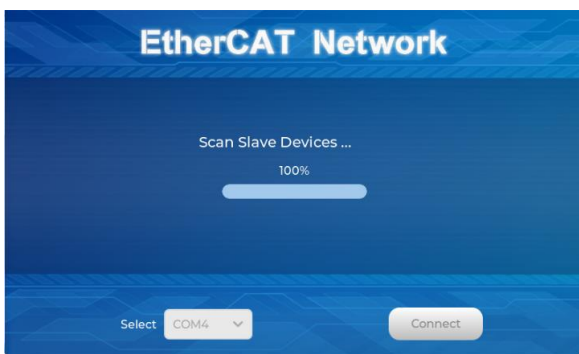 EtherCAT Network
Scan Slave Devices ...
100%
Select COM4 Connect